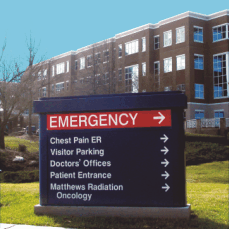 EMERGENCY →
Chest Pain ER →
Visitor Parking →
Doctors' Offices →
Patient Entrance →
Matthews Radiation →
Oncology